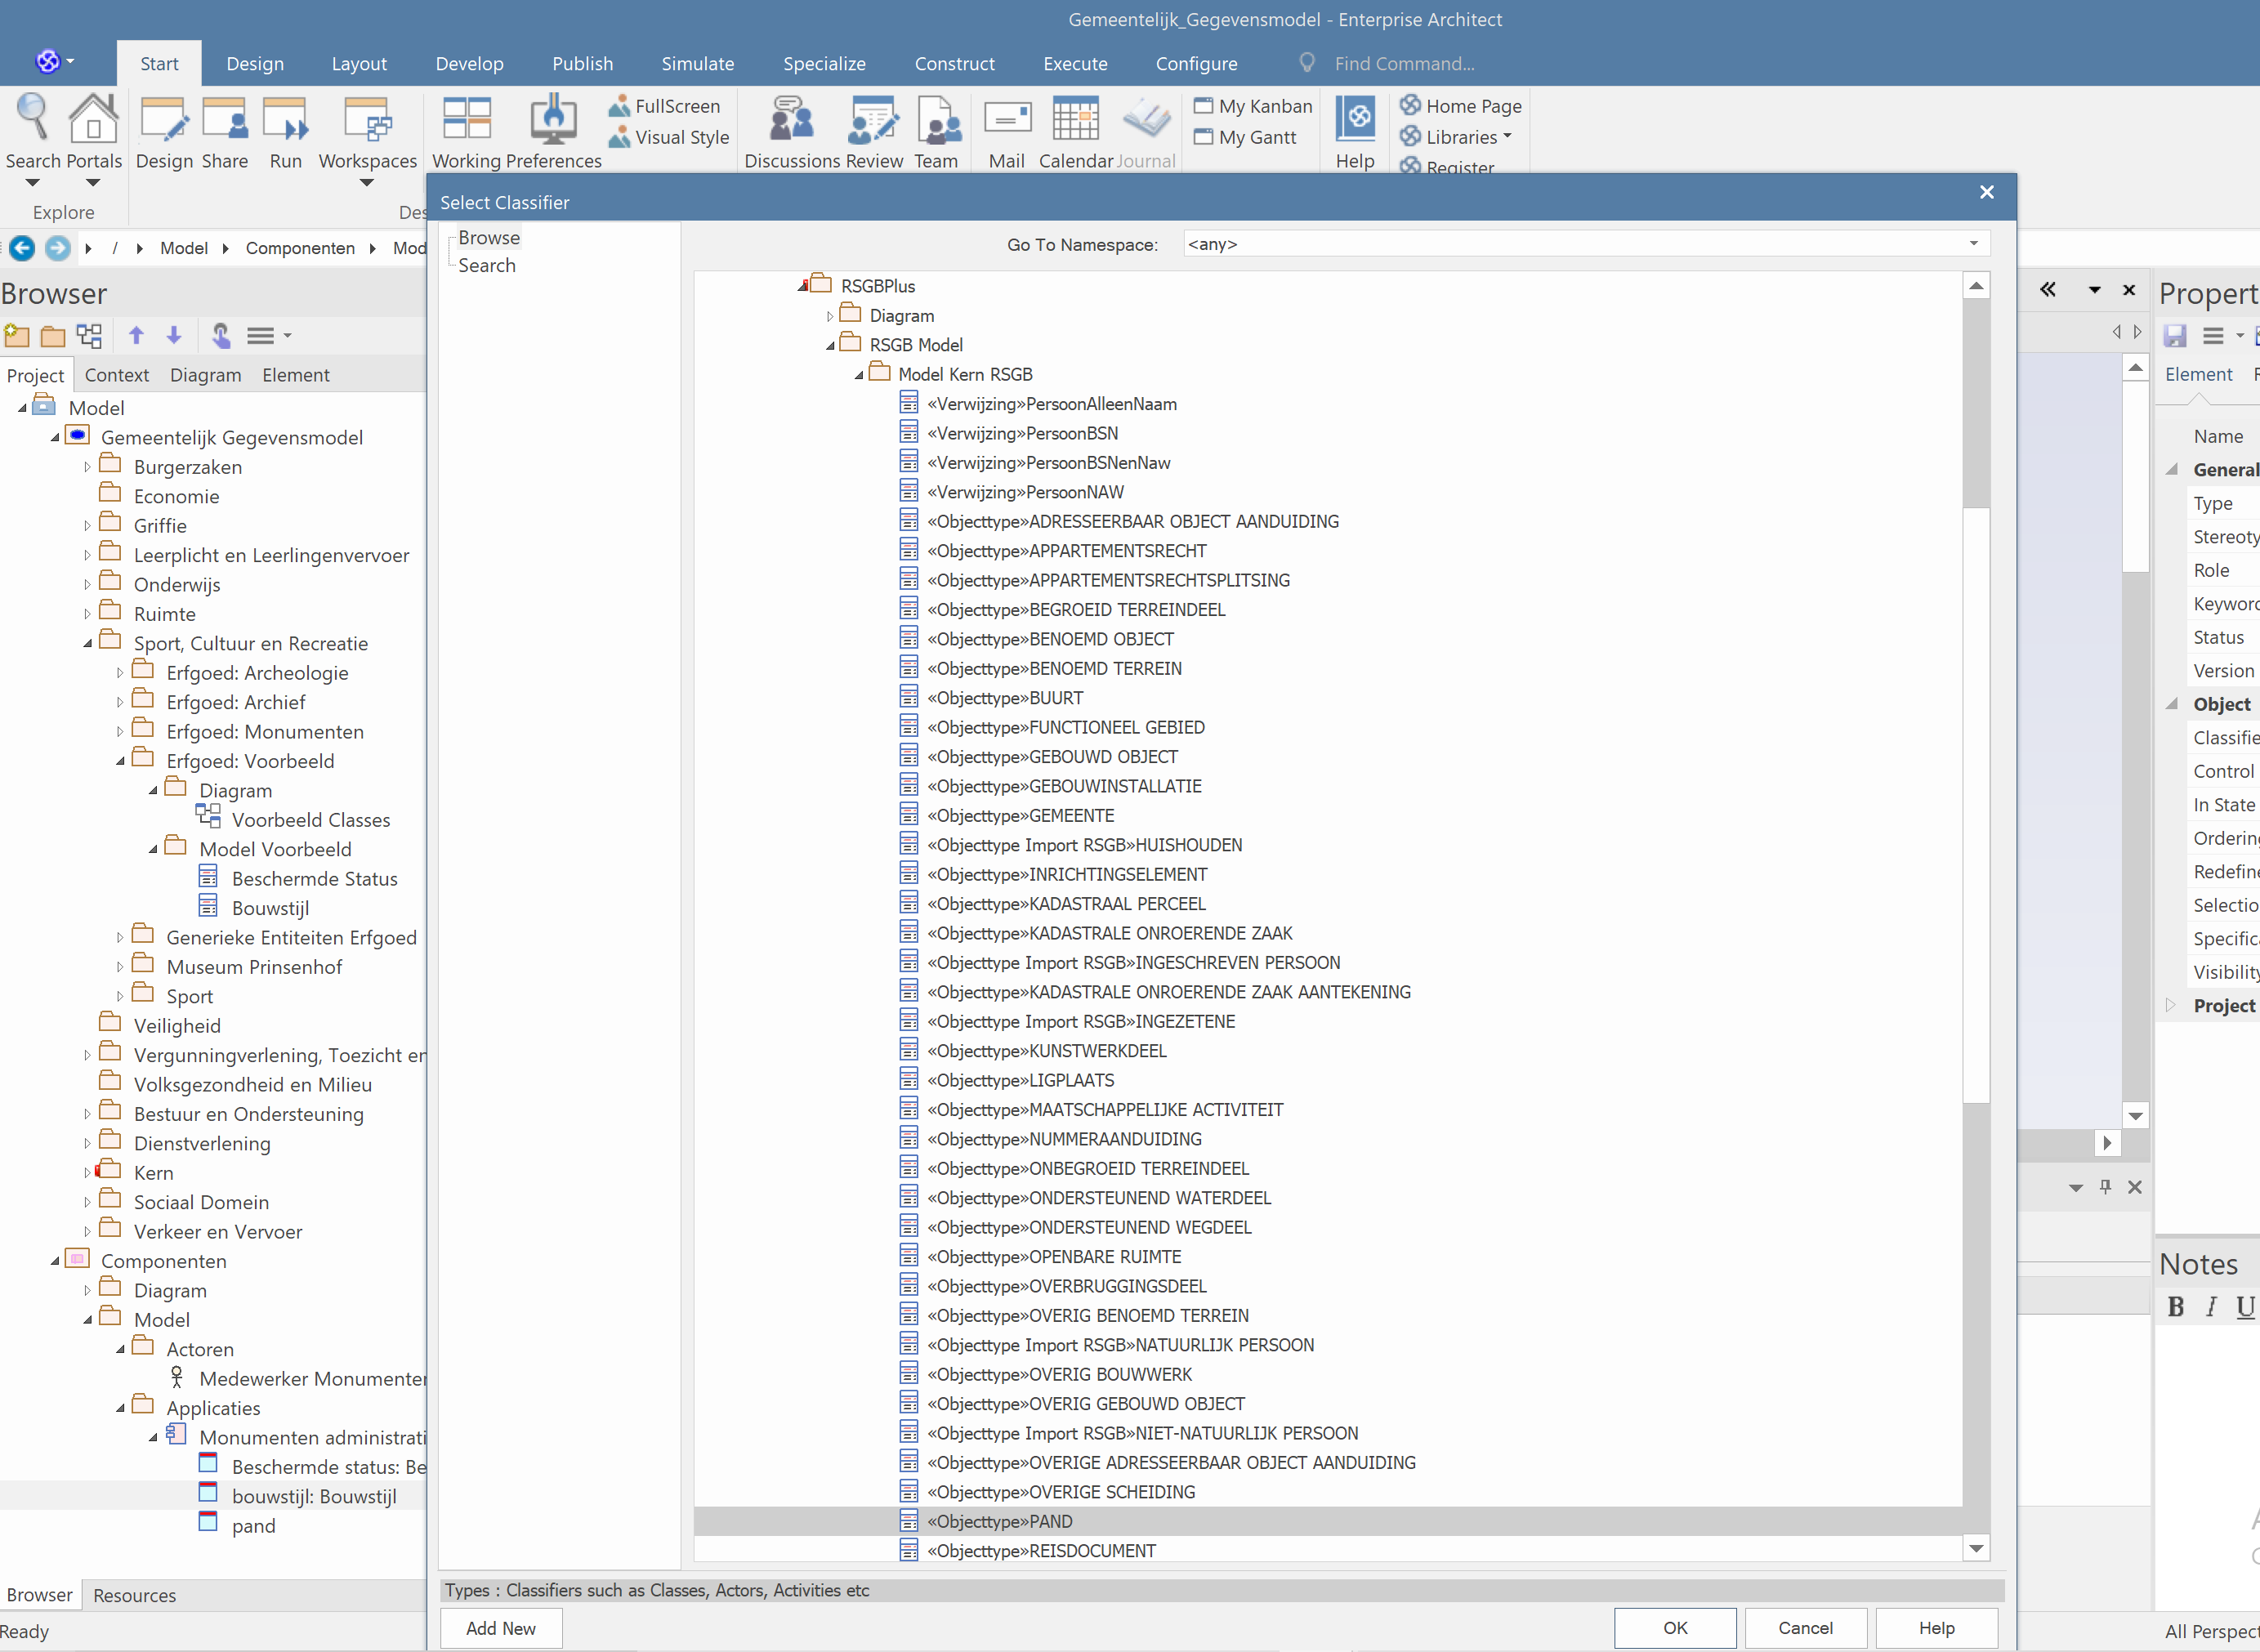 Gemeentelijk_Gegevensmodel - Enterprise Architect
Start Design Layout Develop Publish Simulate Specialize Construct Execute Configure Find Command...
FullScreen My Kanban Home Page
Visual Style My Gantt Libraries
Search Portals Design Share Run Workspaces Working Preferences Discussions Review Team Mail Calendar Journal Help Register
Explore Des
/ Model Componenten Mod
Select Classifier
Browse
Search
Go To Namespace: <any>
RSGBPlus
Diagram
RSGB Model
Model Kern RSGB
«Verwijzing»PersoonAlleenNaam
«Verwijzing»PersoonBSN
«Verwijzing»PersoonBSNenNaw
«Verwijzing»PersoonNAW
«Objecttype»ADRESSEERBAAR OBJECT AANDUIDING
«Objecttype»APPARTEMENTSRECHT
«Objecttype»APPARTEMENTSRECHTSPLITSING
«Objecttype»BEGROEID TERREINDEEL
«Objecttype»BENOEMD OBJECT
«Objecttype»BENOEMD TERREIN
«Objecttype»BUURT
«Objecttype»FUNCTIONEEL GEBIED
«Objecttype»GEBOUWD OBJECT
«Objecttype»GEBOUWINSTALLATIE
«Objecttype»GEMEENTE
«Objecttype Import RSGB»HUISHOUDEN
«Objecttype»INRICHTINGSELEMENT
«Objecttype»KADASTRAAL PERCEEL
«Objecttype»KADASTRALE ONROERENDE ZAAK
«Objecttype Import RSGB»INGESCHREVEN PERSOON
«Objecttype»KADASTRALE ONROERENDE ZAAK AANTEKENING
«Objecttype Import RSGB»INGEZETENE
«Objecttype»KUNSTWERKDEEL
«Objecttype»LIGPLAATS
«Objecttype»MAATSCHAPPELIJKE ACTIVITEIT
«Objecttype»NUMMERAANDUIDING
«Objecttype»ONBEGROEID TERREINDEEL
«Objecttype»ONDERSTEUNEND WATERDEEL
«Objecttype»ONDERSTEUNEND WEGDEEL
«Objecttype»OPENBARE RUIMTE
«Objecttype»OVERBRUGGINGSDEEL
«Objecttype»OVERIG BENOEMD TERREIN
«Objecttype Import RSGB»NATUURLIJK PERSOON
«Objecttype»OVERIG BOUWWERK
«Objecttype»OVERIG GEBOUWD OBJECT
«Objecttype Import RSGB»NIET-NATUURLIJK PERSOON
«Objecttype»OVERIGE ADRESSEERBAAR OBJECT AANDUIDING
«Objecttype»OVERIGE SCHEIDING
«Objecttype»PAND
«Objecttype»REISDOCUMENT
Types : Classifiers such as Classes, Actors, Activities etc
Add New OK Cancel Help
Browser
Project Context Diagram Element
Model
Gemeentelijk Gegevensmodel
Burgerzaken
Economie
Griffie
Leerplicht en Leerlingenvervoer
Onderwijs
Ruimte
Sport, Cultuur en Recreatie
Erfgoed: Archeologie
Erfgoed: Archief
Erfgoed: Monumenten
Erfgoed: Voorbeeld
Diagram
Voorbeeld Classes
Model Voorbeeld
Beschermde Status
Bouwstijl
Generieke Entiteiten Erfgoed
Museum Prinsenhof
Sport
Veiligheid
Vergunningverlening, Toezicht en
Volksgezondheid en Milieu
Bestuur en Ondersteuning
Dienstverlening
Kern
Sociaal Domein
Verkeer en Vervoer
Componenten
Diagram
Model
Actoren
Medewerker Monumenten
Applicaties
Monumenten administrati
Beschermde status: Be
bouwstijl: Bouwstijl
pand
Browser Resources
Ready
Propert
Element F
Name
General
Type
Stereoty
Role
Keyword
Status
Version
Object
Classifie
Control
In State
Ordering
Redefine
Selectio
Specifica
Visibility
Project
Notes
B I U
All Perspect